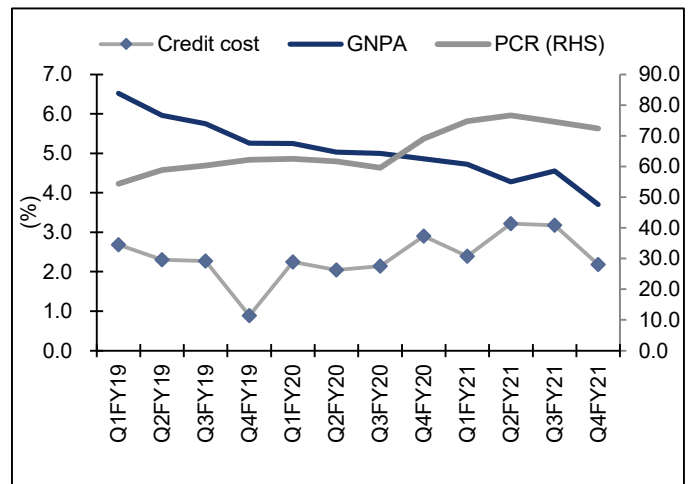 Credit cost GNPA PCR (RHS)
7.0 90.0
6.0 80.0
5.0 70.0
4.0 60.0
3.0 50.0
2.0 40.0
1.0 30.0
0.0 20.0
10.0
0.0
(%)
Q1FY19
Q2FY19
Q3FY19
Q4FY19
Q1FY20
Q2FY20
Q3FY20
Q4FY20
Q1FY21
Q2FY21
Q3FY21
Q4FY21